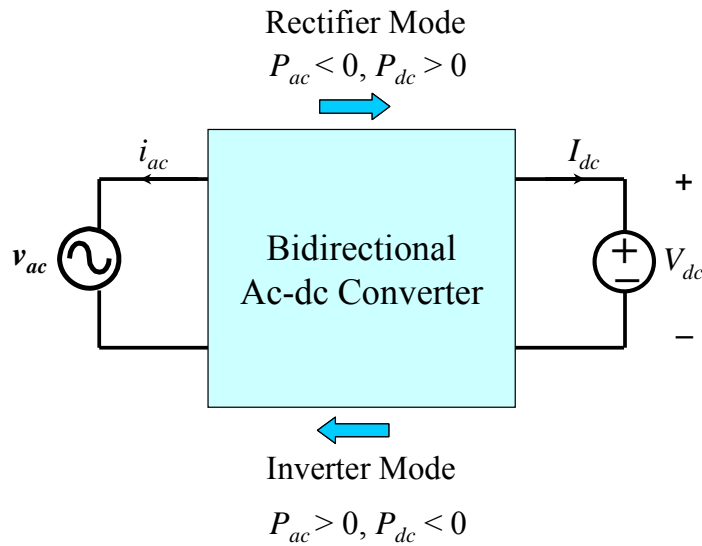 Rectifier Mode
P_ac < 0, P_dc > 0
i_ac
I_dc
+
v_ac
Bidirectional
Ac-dc Converter
+
−
V_dc
−
Inverter Mode
P_ac > 0, P_dc < 0